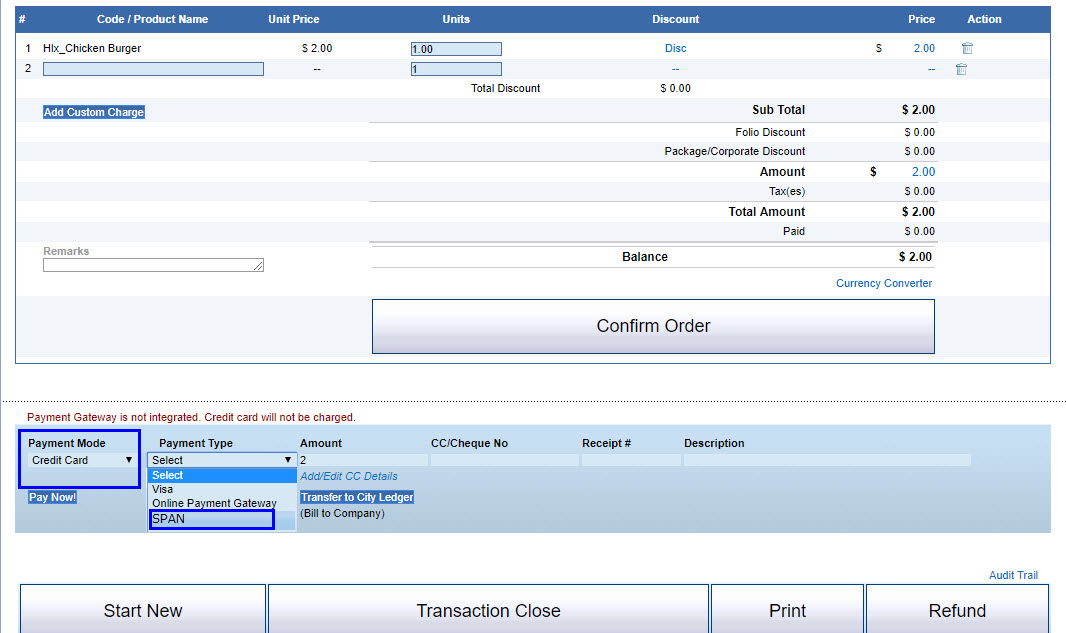 # Code / Product Name Unit Price Units Discount Price Action
1 Hlx_Chicken Burger $ 2.00 1.00 Disc $ 2.00
2 -- 1 -- --
Total Discount $ 0.00
Add Custom Charge Sub Total $ 2.00
Folio Discount $ 0.00
Package/Corporate Discount $ 0.00
Amount $ 2.00
Tax(es) $ 0.00
Total Amount $ 2.00
Paid $ 0.00
Remarks
Balance $ 2.00
Currency Converter
Confirm Order
Payment Gateway is not integrated. Credit card will not be charged.
Payment Mode Payment Type Amount CC/Cheque No Receipt # Description
Credit Card Select 2
Select Add/Edit CC Details
Visa
Pay Now! Online Payment Gateway Transfer to City Ledger
SPAN (Bill to Company)
Audit Trail
Start New Transaction Close Print Refund